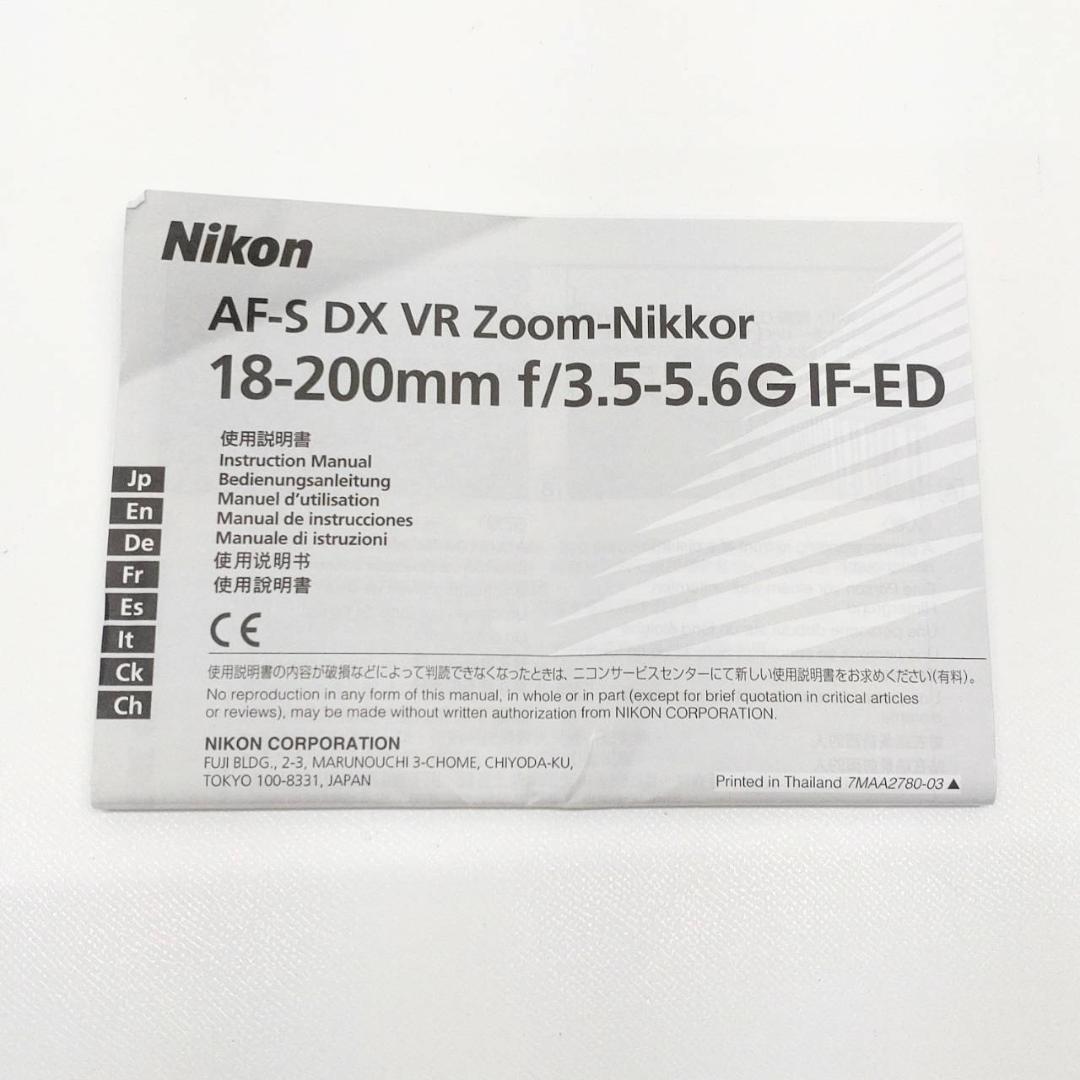 Nikon
AF-S DX VR Zoom-Nikkor
18-200mm f/3.5-5.6G IF-ED
使用説明書
Instruction Manual
Bedienungsanleitung
Manuel d'utilisation
Manual de instrucciones
Manuale di istruzioni
使用说明书
使用說明書
Jp
En
De
Fr
Es
It
Ck
Ch
CE
使用説明書の内容が破損などによって判読できなくなったときは、ニコンサービスセンターにて新しい使用説明書をお求めください(有料)。
No reproduction in any form of this manual, in whole or in part (except for brief quotation in critical articles
or reviews), may be made without written authorization from NIKON CORPORATION.
NIKON CORPORATION
FUJI BLDG., 2-3, MARUNOUCHI 3-CHOME, CHIYODA-KU,
TOKYO 100-8331, JAPAN
Printed in Thailand 7MAA2780-03 ▲